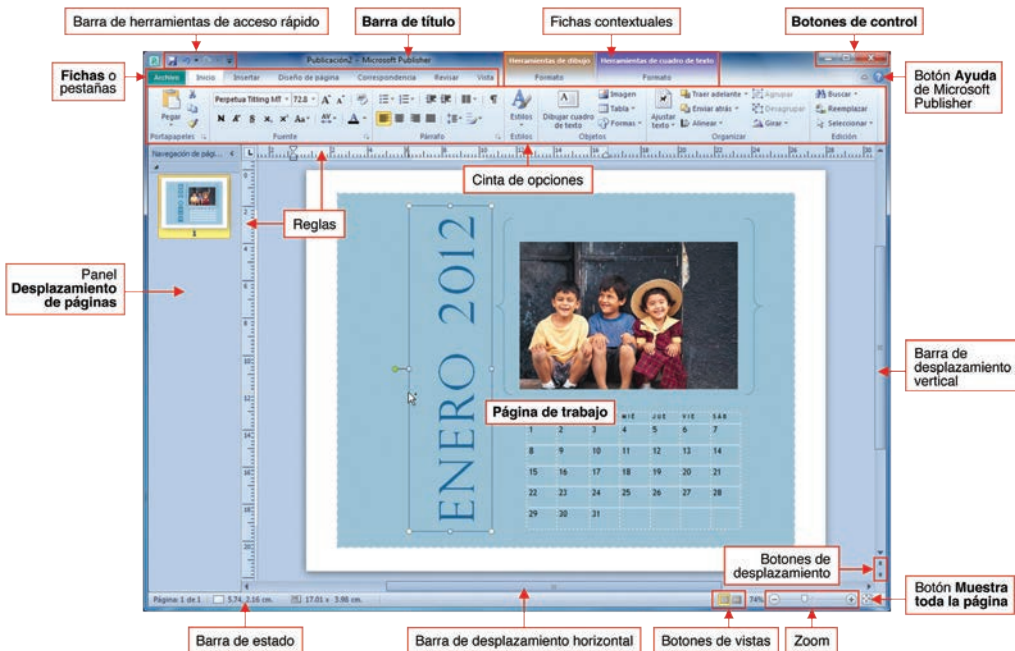 Barra de herramientas de acceso rápido
Barra de título
Fichas contextuales
Botones de control
Fichas o
pestañas
Botón Ayuda
de Microsoft
Publisher
Publicación2 - Microsoft Publisher
Herramientas de dibujo
Herramientas de cuadro de texto
Archivo Inicio Insertar Diseño de página Correspondencia Revisar Vista Formato Formato
Pegar
Portapapeles
Perpetua Titling MT 72.8
N K S
Fuente
Párrafo
Estilos
Estilos
Dibujar cuadro
de texto
Imagen
Tabla
Formas
Objetos
Ajustar
texto
Traer adelante
Enviar atrás
Alinear
Agrupar
Desagrupar
Girar
Organizar
Buscar
Reemplazar
Seleccionar
Edición
Navegación de pági...
Cinta de opciones
Reglas
1
Panel
Desplazamiento
de páginas
ENERO 2012
Página de trabajo
MIÉ JUE VIE SÁB
1 2 3 4 5 6 7
8 9 10 11 12 13 14
15 16 17 18 19 20 21
22 23 24 25 26 27 28
29 30 31
Barra de
desplazamiento
vertical
Botones de
desplazamiento
Botón Muestra
toda la página
Página: 1 de 1 5.74, 2.16 cm. 17.01 x 3.98 cm. 74%
Barra de estado
Barra de desplazamiento horizontal
Botones de vistas
Zoom